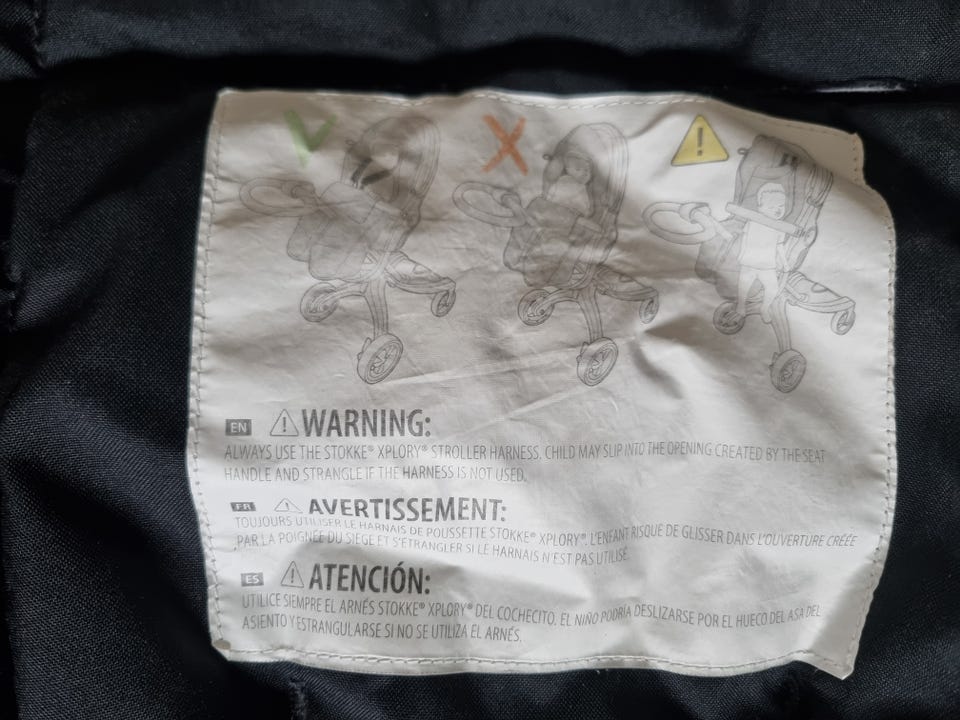 EN WARNING:
ALWAYS USE THE STOKKE® XPLORY® STROLLER HARNESS. CHILD MAY SLIP INTO THE OPENING CREATED BY THE SEAT
HANDLE AND STRANGLE IF THE HARNESS IS NOT USED.
FR AVERTISSEMENT:
TOUJOURS UTILISER LE HARNAIS DE POUSSETTE STOKKE® XPLORY®. L'ENFANT RISQUE DE GLISSER DANS L'OUVERTURE CRÉÉE
PAR LA POIGNÉE DU SIEGE ET S'ETRANGLER SI LE HARNAIS N'EST PAS UTILISÉ.
ES ATENCIÓN:
UTILICE SIEMPRE EL ARNÉS STOKKE® XPLORY® DEL COCHECITO. EL NIÑO PODRÍA DESLIZARSE POR EL HUECO DEL ASA DEL
ASIENTO Y ESTRANGULARSE SI NO SE UTILIZA EL ARNÉS.